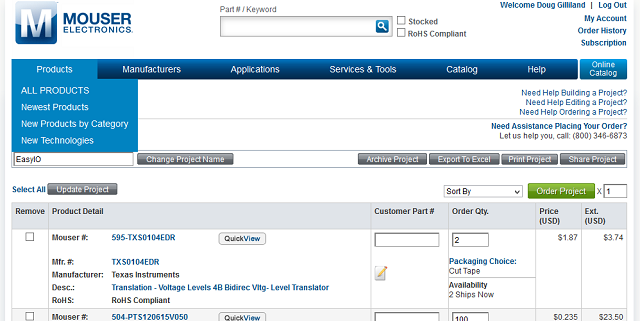 Welcome Doug Gilliland | Log Out
Part # / Keyword
MOUSER
ELECTRONICS®
Stocked
RoHS Compliant
My Account
Order History
Subscription
Products Manufacturers Applications Services & Tools Catalog Help Online Catalog
ALL PRODUCTS
Newest Products
New Products by Category
New Technologies
Need Help Building a Project?
Need Help Editing a Project?
Need Help Ordering a Project?
Need Assistance Placing Your Order?
Let us help you, call: (800) 346-6873
EasyIO Change Project Name Archive Project Export To Excel Print Project Share Project
Select All Update Project Sort By Order Project X 1
Remove Product Detail Customer Part # Order Qty. Price (USD) Ext. (USD)
Mouser #: 595-TXS0104EDR QuickView 2 $1.87 $3.74
Mfr. #: TXS0104EDR
Manufacturer: Texas Instruments
Desc.: Translation - Voltage Levels 4B Bidirec Vltg- Level Translator
RoHS: RoHS Compliant
Packaging Choice:
Cut Tape
Availability
2 Ships Now
Mouser #: 504-PTS120615V050 QuickView 100 $0.235 $23.50